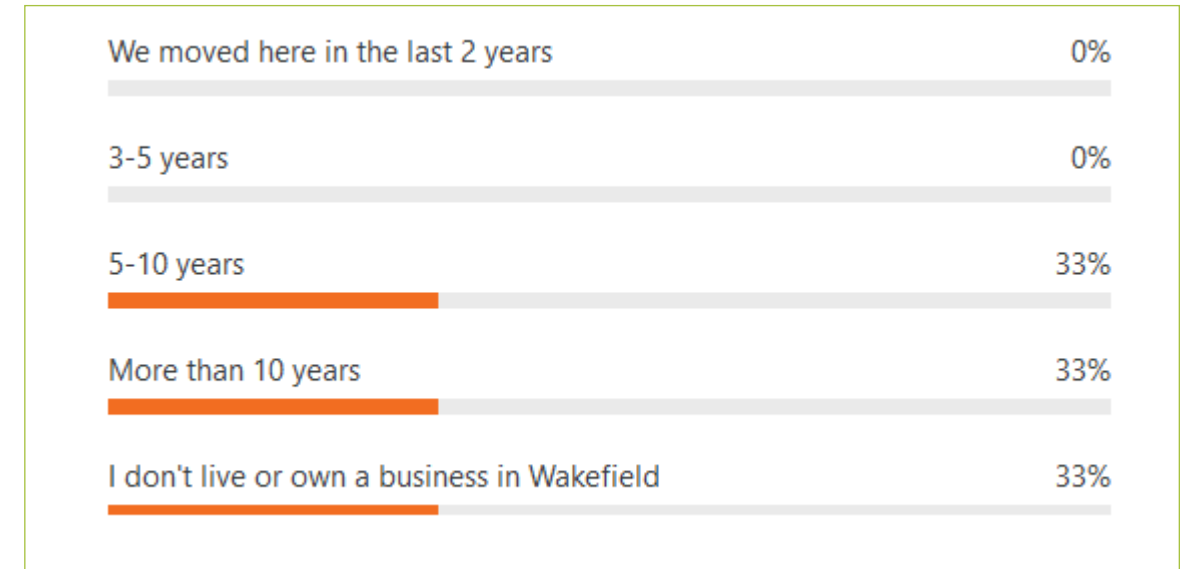 We moved here in the last 2 years 0%
3-5 years 0%
5-10 years 33%
More than 10 years 33%
I don't live or own a business in Wakefield 33%